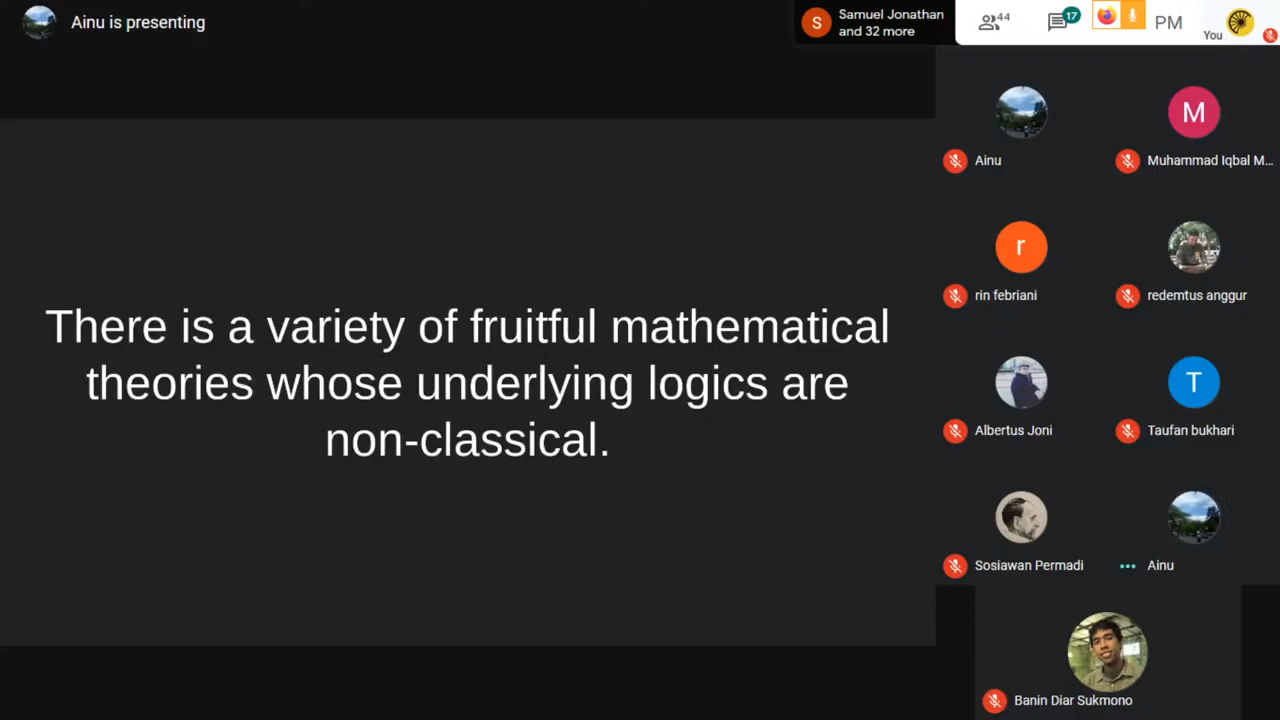 Ainu is presenting
S
Samuel Jonathan
and 32 more
44
17
PM
You
Ainu
M
Muhammad Iqbal M...
r
rin febriani
redemtus anggur
Albertus Joni
T
Taufan bukhari
Sosiawan Permadi
Ainu
Banin Diar Sukmono
There is a variety of fruitful mathematical
theories whose underlying logics are
non-classical.